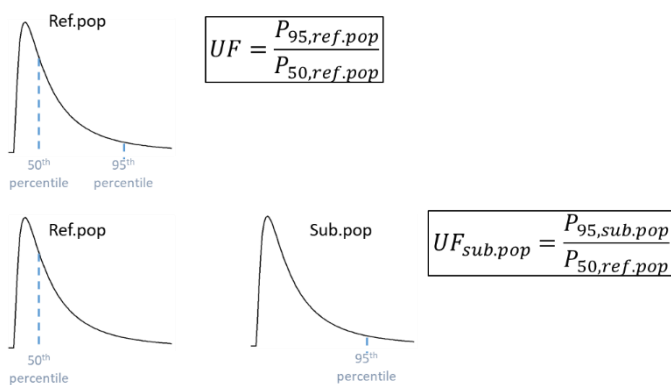 Ref.pop
UF = P95,ref.pop / P50,ref.pop
50th percentile
95th percentile
Ref.pop
Sub.pop
UFsub.pop = P95,sub.pop / P50,ref.pop
50th percentile
95th percentile